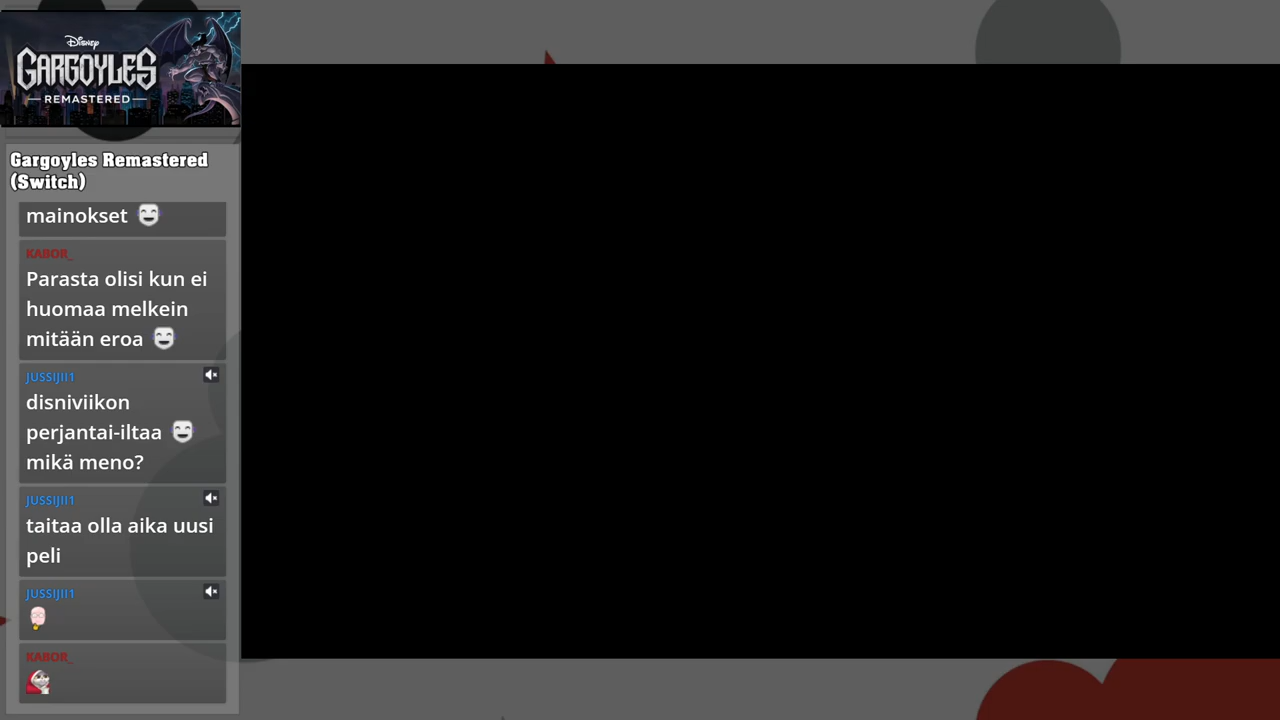 Disney
GARGOYLES
REMASTERED
Gargoyles Remastered
(Switch)
mainokset
KABOR_
Parasta olisi kun ei
huomaa melkein
mitään eroa
JUSSIJII1
disniviikon
perjantai-iltaa
mikä meno?
JUSSIJII1
taitaa olla aika uusi
peli
JUSSIJII1
KABOR_